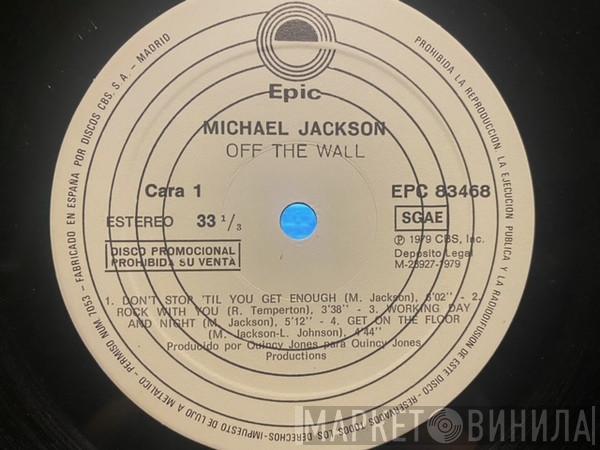 Epic
MICHAEL JACKSON
OFF THE WALL
Cara 1
EPC 83468
ESTEREO 33 1/3
SGAE
DISCO PROMOCIONAL
PROHIBIDA SU VENTA
Ⓟ 1979 CBS, Inc.
Depósito Legal
M-28927-1979
1. DON'T STOP 'TIL YOU GET ENOUGH (M. Jackson), 6'02'' - 2.
ROCK WITH YOU (R. Temperton), 3'38'' - 3. WORKING DAY
AND NIGHT (M. Jackson), 5'12'' - 4. GET ON THE FLOOR
(M. Jackson-L. Johnson), 4'44''
Producido por Quincy Jones para Quincy Jones
Productions
PERMISO NUM. 7053 - FABRICADO EN ESPAÑA POR DISCOS CBS, S. A. - MADRID
PROHIBIDA LA REPRODUCCION, LA EJECUCION PUBLICA Y LA RADIODIFUSION DE ESTE DISCO - RESERVADOS TODOS LOS DERECHOS-IMPUESTO DE LUJO A METALICO -
МАРКЕТ ВИНИЛА